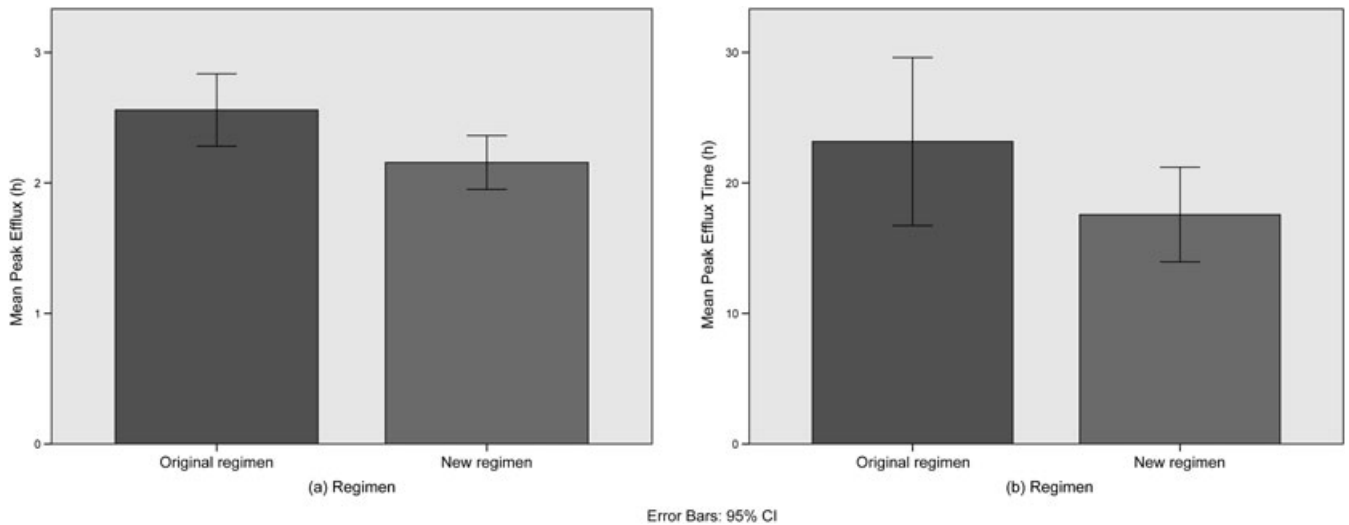 Mean Peak Efflux (h)
3
2
1
0
Original regimen
New regimen
(a) Regimen
Mean Peak Efflux Time (h)
30
20
10
0
Original regimen
New regimen
(b) Regimen
Error Bars: 95% CI